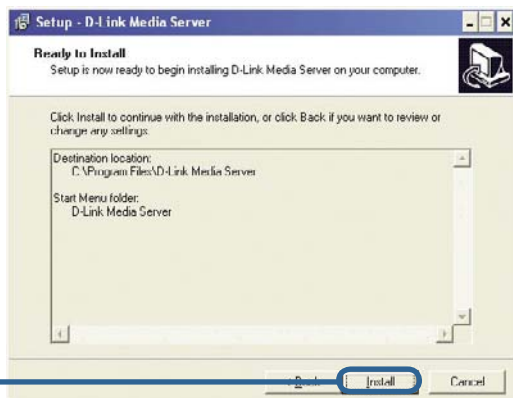 Setup - D-Link Media Server
Ready to Install
Setup is now ready to begin installing D-Link Media Server on your computer.
Click Install to continue with the installation, or click Back if you want to review or
change any settings.
Destination location:
C:\Program Files\D-Link Media Server
Start Menu folder:
D-Link Media Server
< Back
Install
Cancel